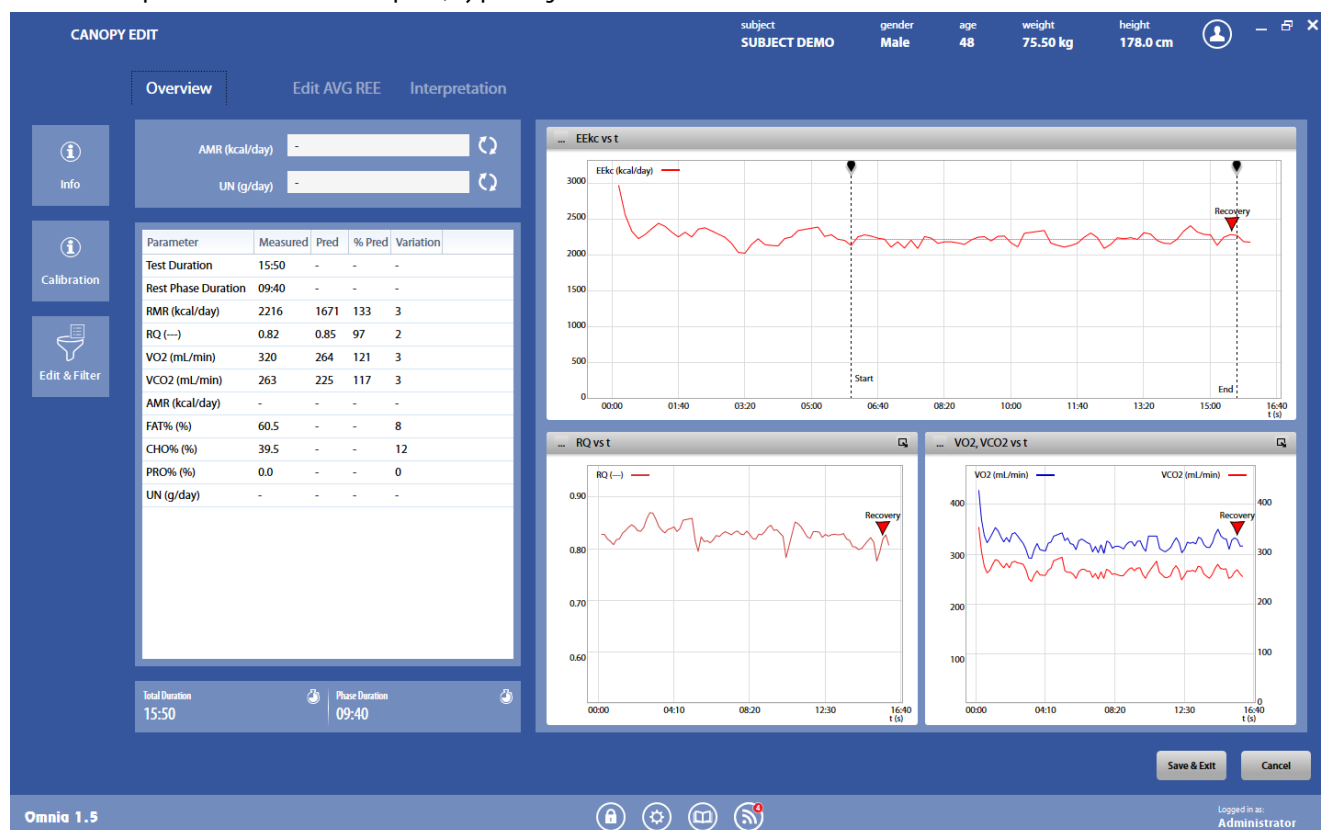 CANOPY EDIT
subject gender age weight height
SUBJECT DEMO Male 48 75.50 kg 178.0 cm
Overview Edit AVG REE Interpretation
Info
Calibration
Edit & Filter
AMR (kcal/day) -
UN (g/day) -
Parameter Measured Pred % Pred Variation
Test Duration 15:50 - - -
Rest Phase Duration 09:40 - - -
RMR (kcal/day) 2216 1671 133 3
RQ (---) 0.82 0.85 97 2
VO2 (mL/min) 320 264 121 3
VCO2 (mL/min) 263 225 117 3
AMR (kcal/day) - - - -
FAT% (%) 60.5 - - 8
CHO% (%) 39.5 - - 12
PRO% (%) 0.0 - - 0
UN (g/day) - - - -
Total Duration Phase Duration
15:50 09:40
... EEkc vs t
EEkc (kcal/day)
3000
2500
2000
1500
1000
500
0
Recovery
Start
End
00:00 01:40 03:20 05:00 06:40 08:20 10:00 11:40 13:20 15:00 16:40
t (s)
... RQ vs t
RQ (---)
0.90
0.80
0.70
0.60
Recovery
00:00 04:10 08:20 12:30 16:40
t (s)
... VO2, VCO2 vs t
VO2 (mL/min) VCO2 (mL/min)
400 400
300 300
200 200
100 100
0
Recovery
00:00 04:10 08:20 12:30 16:40
t (s)
Save & Exit Cancel
Omnia 1.5
4
Logged in as:
Administrator